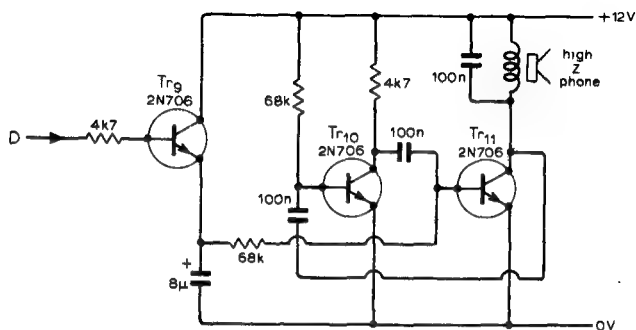 +12V
high
Z
phone
100n
4k7
68k
Tr9
2N706
D
4k7
Tr10
2N706
100n
Tr11
2N706
100n
68k
+
8μ
0V